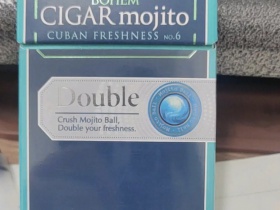 BOHEM
CIGAR mojito
CUBAN FRESHNESS NO.6
Double
Crush Mojito Ball,
Double your freshness.